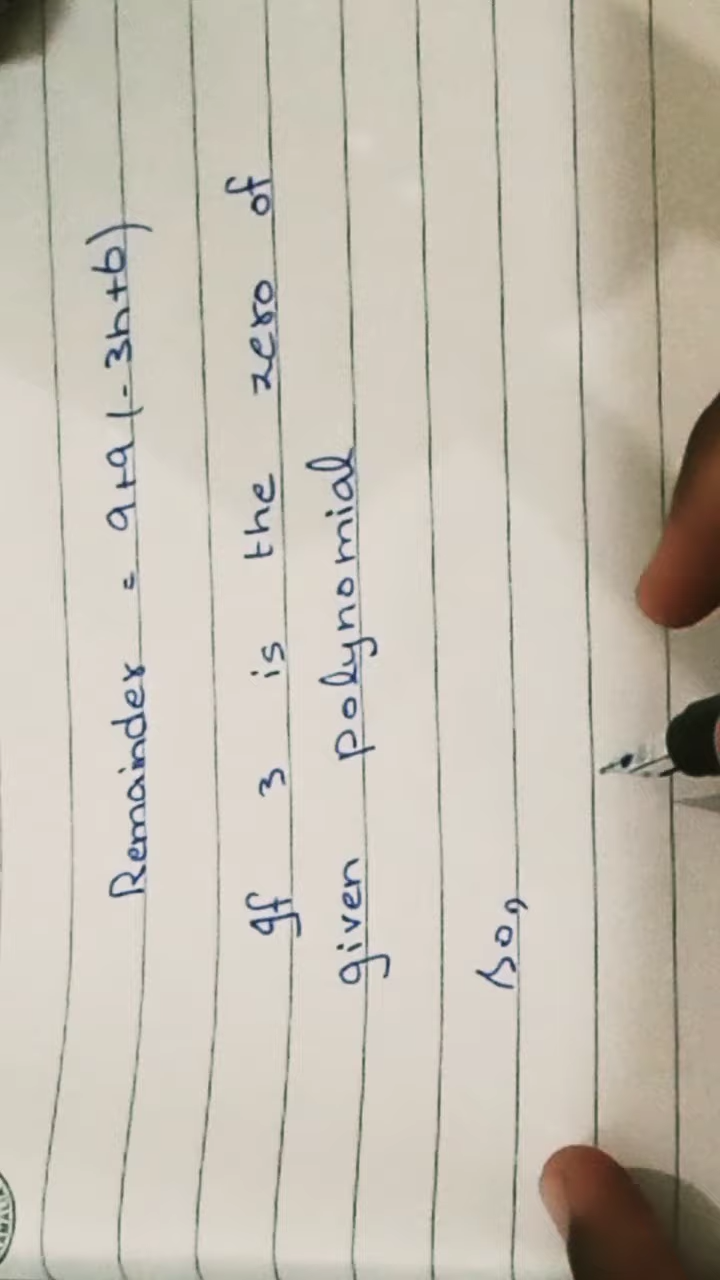 Remainder = 9+9(-3h+6)
If 3 is the zero of
given polynomial
So,